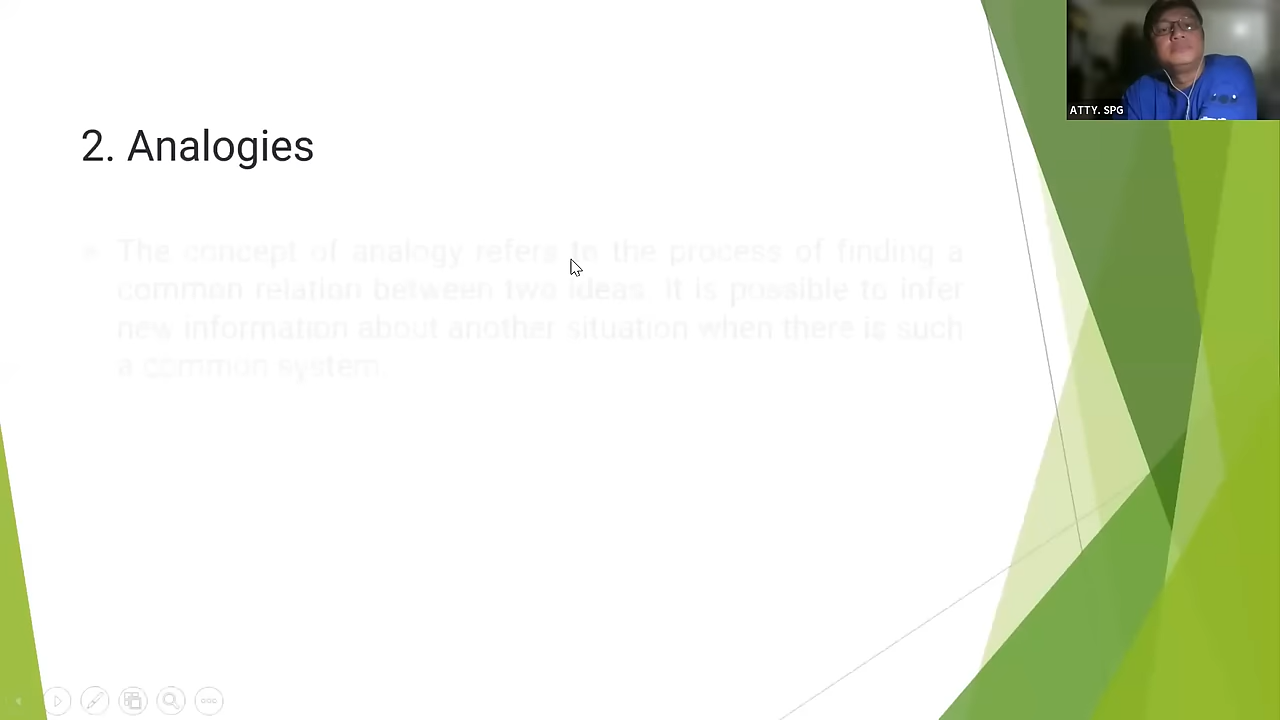 ATTY. SPG
2. Analogies
The concept of analogy refers to the process of finding a
common relation between two ideas. It is possible to infer
new information about another situation when there is such
a common system.